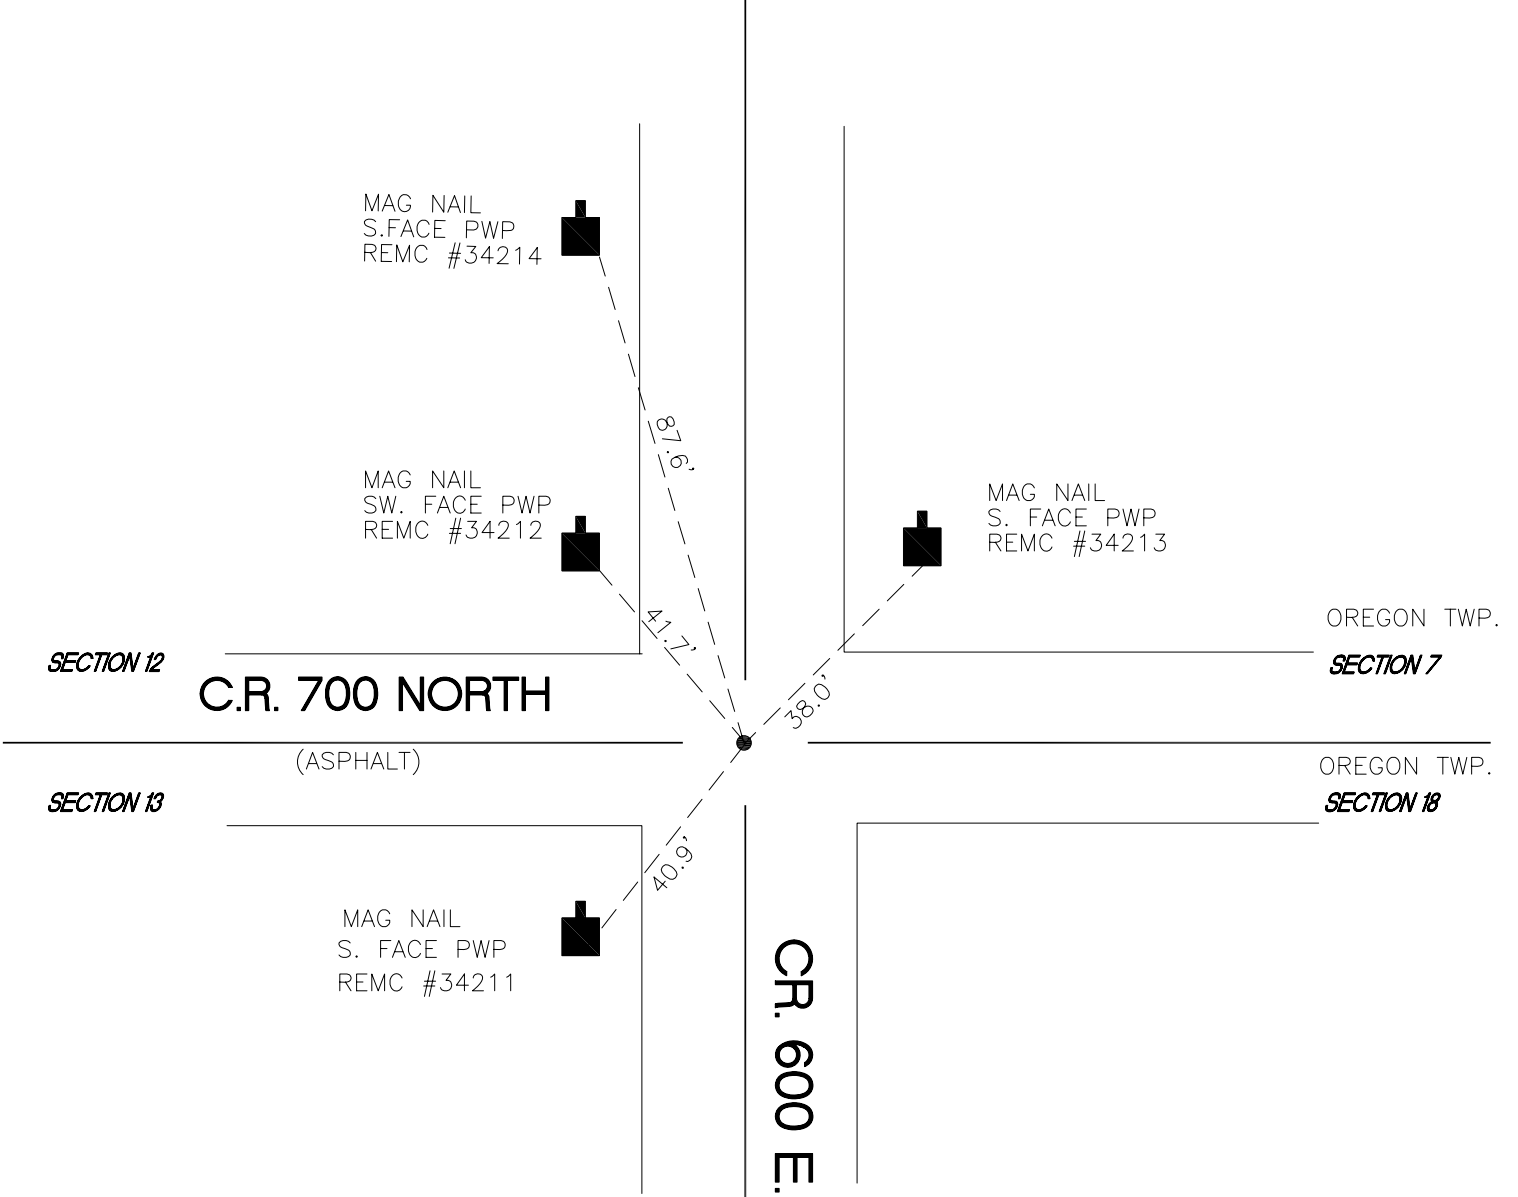 MAG NAIL
S.FACE PWP
REMC #34214
87.6'
MAG NAIL
SW. FACE PWP
REMC #34212
MAG NAIL
S. FACE PWP
REMC #34213
41.7'
OREGON TWP.
SECTION 12
SECTION 7
C.R. 700 NORTH
38.0'
(ASPHALT)
OREGON TWP.
SECTION 13
SECTION 18
40.9'
MAG NAIL
S. FACE PWP
REMC #34211
CR. 600 E.